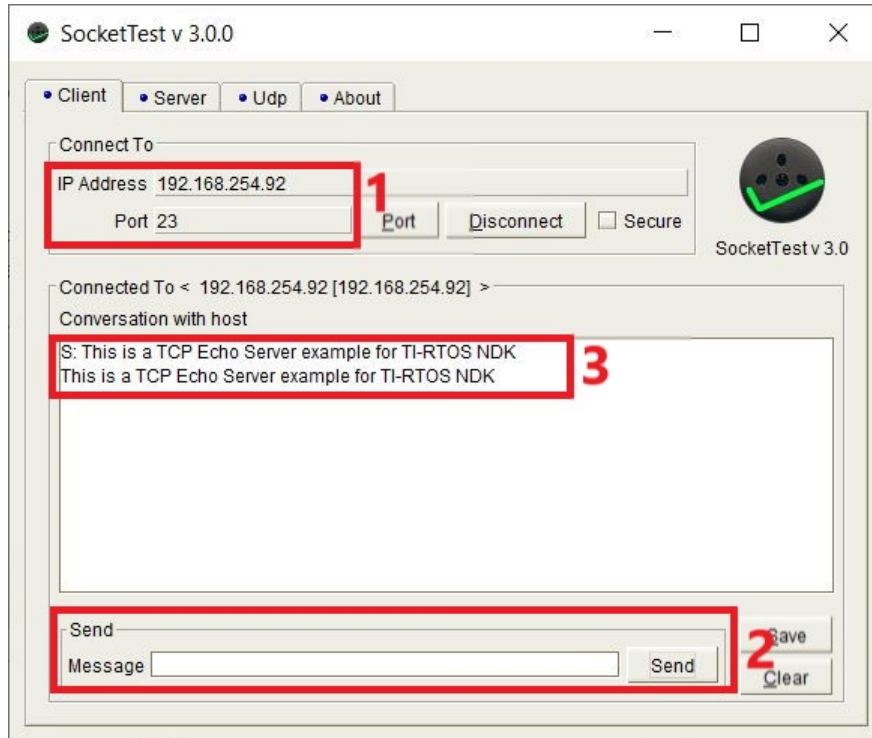 SocketTest v 3.0.0
Client
Server
Udp
About
Connect To
IP Address 192.168.254.92
1
Port 23
Port
Disconnect
Secure
SocketTest v 3.0
Connected To < 192.168.254.92 [192.168.254.92] >
Conversation with host
S: This is a TCP Echo Server example for TI-RTOS NDK
This is a TCP Echo Server example for TI-RTOS NDK
3
Send
Message
Send
2
Save
Clear